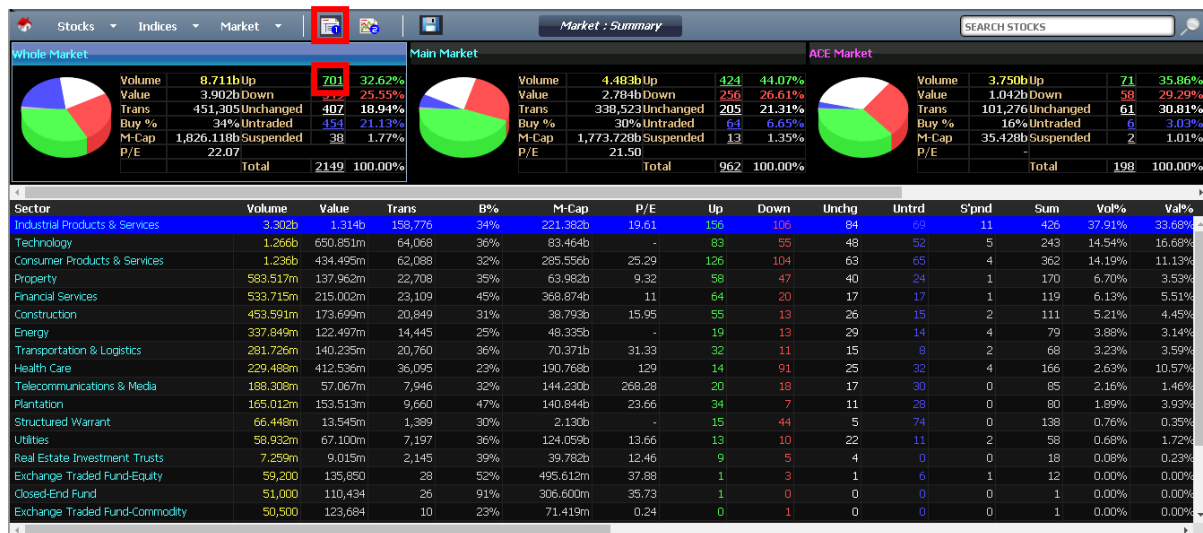 Stocks Indices Market 1 2 Market : Summary SEARCH STOCKS
Whole Market Main Market ACE Market
Volume 8.711b Up 701 32.62% Volume 4.483b Up 424 44.07% Volume 3.750b Up 71 35.86%
Value 3.902b Down 25.55% Value 2.784b Down 256 26.61% Value 1.042b Down 58 29.29%
Trans 451,305 Unchanged 407 18.94% Trans 338,523 Unchanged 205 21.31% Trans 101,276 Unchanged 61 30.81%
Buy % 34% Untraded 454 21.13% Buy % 30% Untraded 64 6.65% Buy % 16% Untraded 6 3.03%
M-Cap 1,826.118b Suspended 38 1.77% M-Cap 1,773.728b Suspended 13 1.35% M-Cap 35.428b Suspended 2 1.01%
P/E 22.07 P/E 21.50 P/E -
Total 2149 100.00% Total 962 100.00% Total 198 100.00%
Sector Volume Value Trans B% M-Cap P/E Up Down Unchg Untrd S'pnd Sum Vol% Val%
Industrial Products & Services 3.302b 1.314b 158,776 34% 221.382b 19.61 156 106 84 69 11 426 37.91% 33.68%
Technology 1.266b 650.851m 64,068 36% 83.464b - 83 55 48 52 5 243 14.54% 16.68%
Consumer Products & Services 1.236b 434.495m 62,088 32% 285.556b 25.29 126 104 63 65 4 362 14.19% 11.13%
Property 583.517m 137.962m 22,708 35% 63.982b 9.32 58 47 40 24 1 170 6.70% 3.53%
Financial Services 533.715m 215.002m 23,109 45% 368.874b 11 64 20 17 17 1 119 6.13% 5.51%
Construction 453.591m 173.699m 20,849 31% 38.793b 15.95 55 13 26 15 2 111 5.21% 4.45%
Energy 337.849m 122.497m 14,445 25% 48.335b - 19 13 29 14 4 79 3.88% 3.14%
Transportation & Logistics 281.726m 140.235m 20,760 36% 70.371b 31.33 32 11 15 8 2 68 3.23% 3.59%
Health Care 229.488m 412.536m 36,095 23% 190.768b 129 14 91 25 32 4 166 2.63% 10.57%
Telecommunications & Media 188.308m 57.067m 7,946 32% 144.230b 268.28 20 18 17 30 0 85 2.16% 1.46%
Plantation 165.012m 153.513m 9,660 47% 140.844b 23.66 34 7 11 28 0 80 1.89% 3.93%
Structured Warrant 66.448m 13.545m 1,389 30% 2.130b - 15 44 5 74 0 138 0.76% 0.35%
Utilities 58.932m 67.100m 7,197 36% 124.059b 13.66 13 10 22 11 2 58 0.68% 1.72%
Real Estate Investment Trusts 7.259m 9.015m 2,145 39% 39.782b 12.46 9 5 4 0 0 18 0.08% 0.23%
Exchange Traded Fund-Equity 59,200 135,850 28 52% 495.612m 37.88 1 3 1 6 1 12 0.00% 0.00%
Closed-End Fund 51,000 110,434 26 91% 306.600m 35.73 1 0 0 0 0 1 0.00% 0.00%
Exchange Traded Fund-Commodity 50,500 123,684 10 23% 71.419m 0.24 0 1 0 0 0 1 0.00% 0.00%